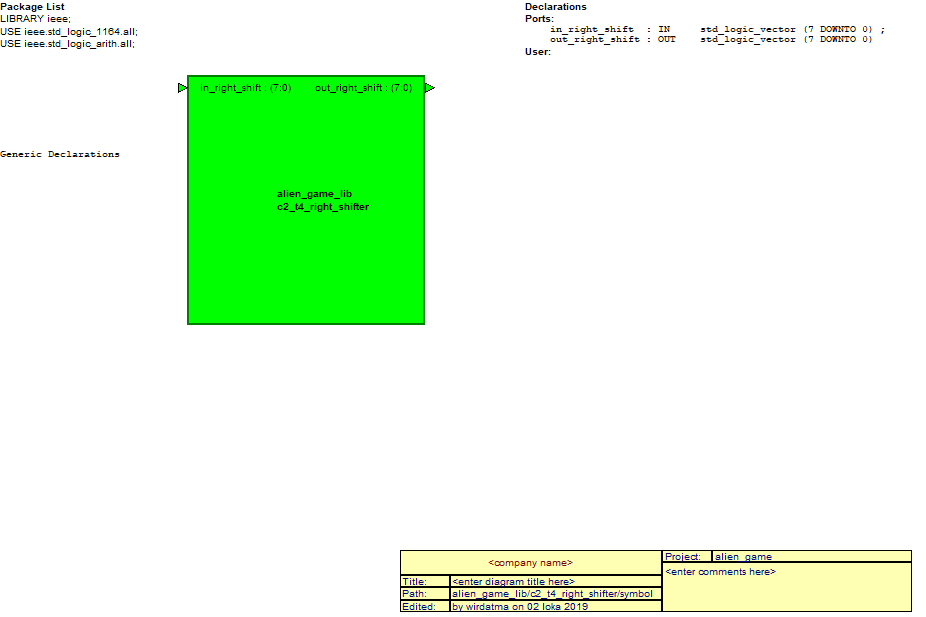 Package List
LIBRARY ieee;
USE ieee.std_logic_1164.all;
USE ieee.std_logic_arith.all;
Declarations
Ports:
in_right_shift : IN std_logic_vector (7 DOWNTO 0) ;
out_right_shift : OUT std_logic_vector (7 DOWNTO 0)
User:
in_right_shift : (7:0) out_right_shift : (7:0)
Generic Declarations
alien_game_lib
c2_t4_right_shifter
<company name>
Title: <enter diagram title here>
Path: alien_game_lib/c2_t4_right_shifter/symbol
Edited: by wirdatma on 02 loka 2019
Project: alien_game
<enter comments here>